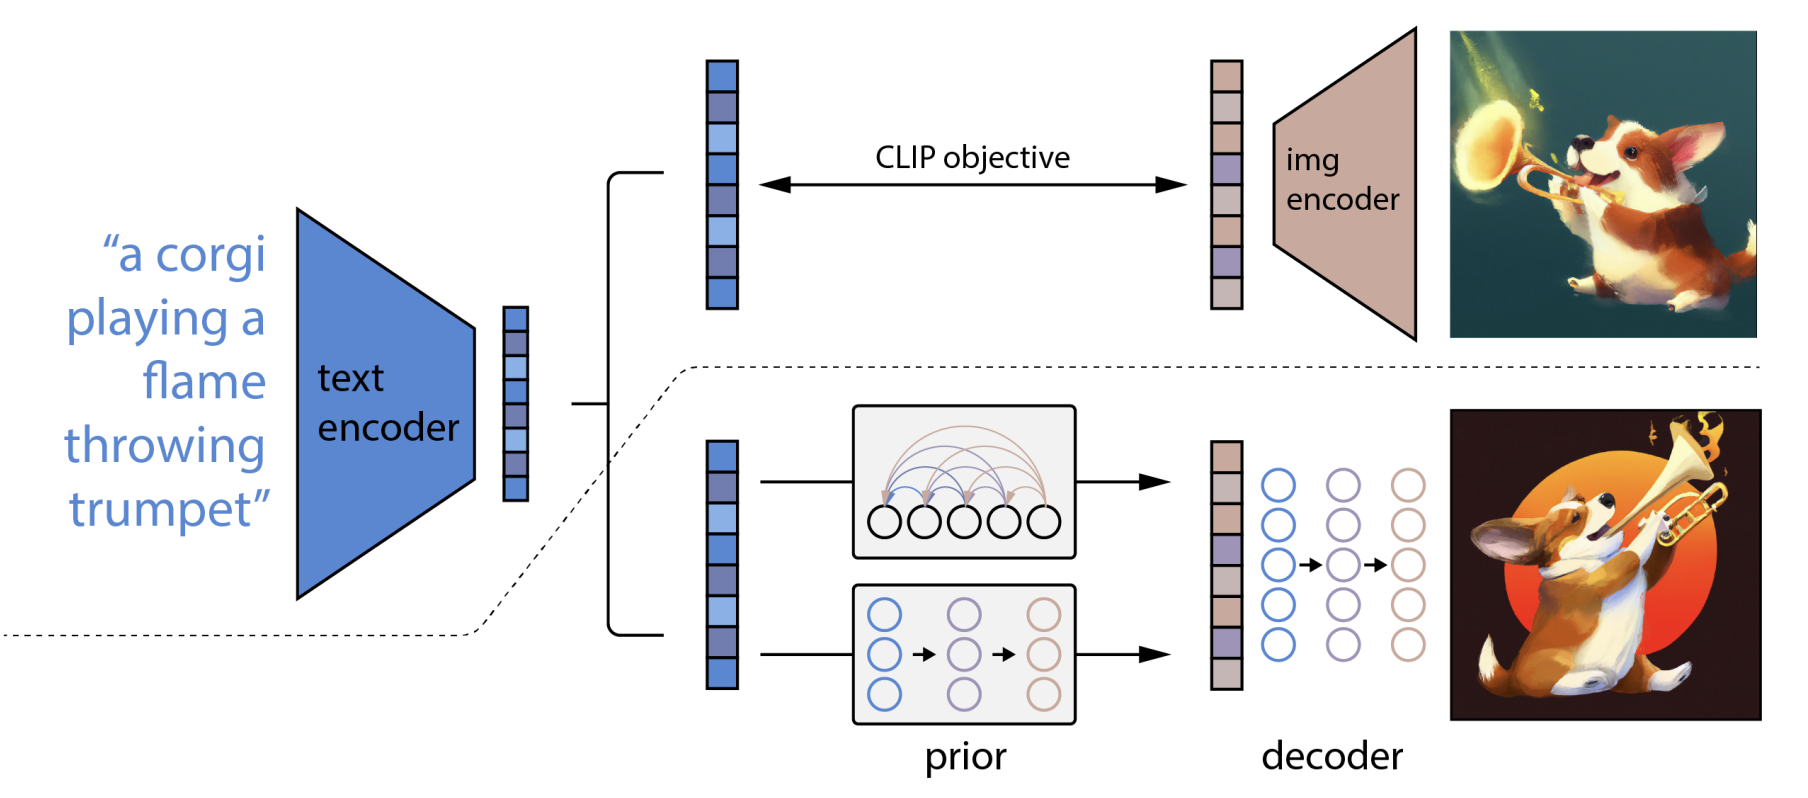 “a corgi
playing a
flame
throwing
trumpet”
text
encoder
CLIP objective
img
encoder
prior
decoder